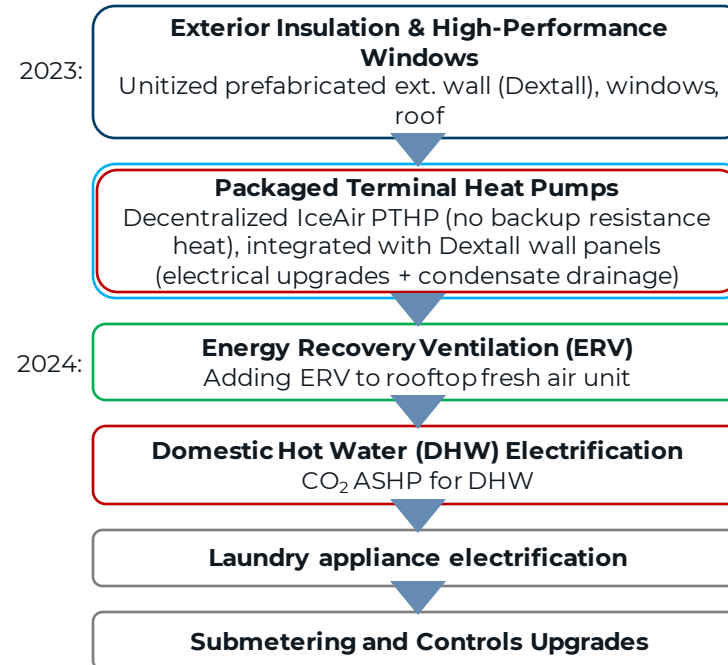 Exterior Insulation & High-Performance
Windows
2023:
Unitized prefabricated ext. wall (Dextall), windows,
roof
Packaged Terminal Heat Pumps
Decentralized IceAir PTHP (no backup resistance
heat), integrated with Dextall wall panels
(electrical upgrades + condensate drainage)
Energy Recovery Ventilation (ERV)
2024:
Adding ERV to rooftop fresh air unit
Domestic Hot Water (DHW) Electrification
CO₂ ASHP for DHW
Laundry appliance electrification
Submetering and Controls Upgrades